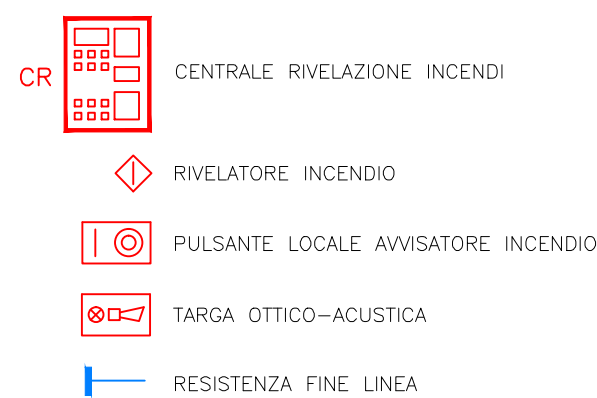 CR CENTRALE RIVELAZIONE INCENDI
RIVELATORE INCENDIO
PULSANTE LOCALE AVVISATORE INCENDIO
TARGA OTTICO-ACUSTICA
RESISTENZA FINE LINEA